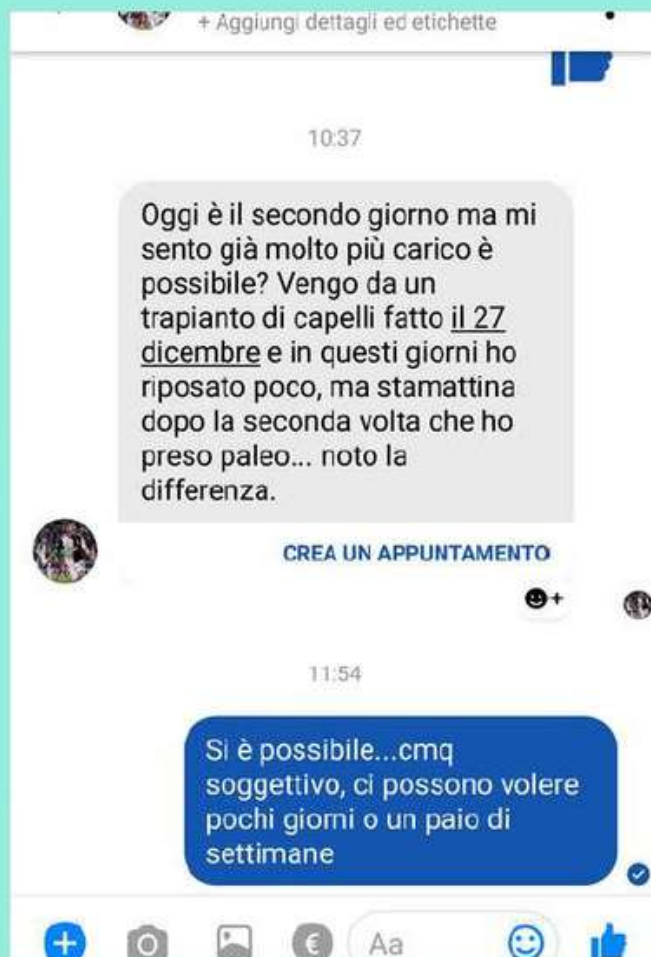 + Aggiungi dettagli ed etichette
10:37
Oggi è il secondo giorno ma mi
sento già molto più carico è
possibile? Vengo da un
trapianto di capelli fatto il 27
dicembre e in questi giorni ho
riposato poco, ma stamattina
dopo la seconda volta che ho
preso paleo... noto la
differenza.
CREA UN APPUNTAMENTO
11:54
Si è possibile...cmq
soggettivo, ci possono volere
pochi giorni o un paio di
settimane
€
Aa